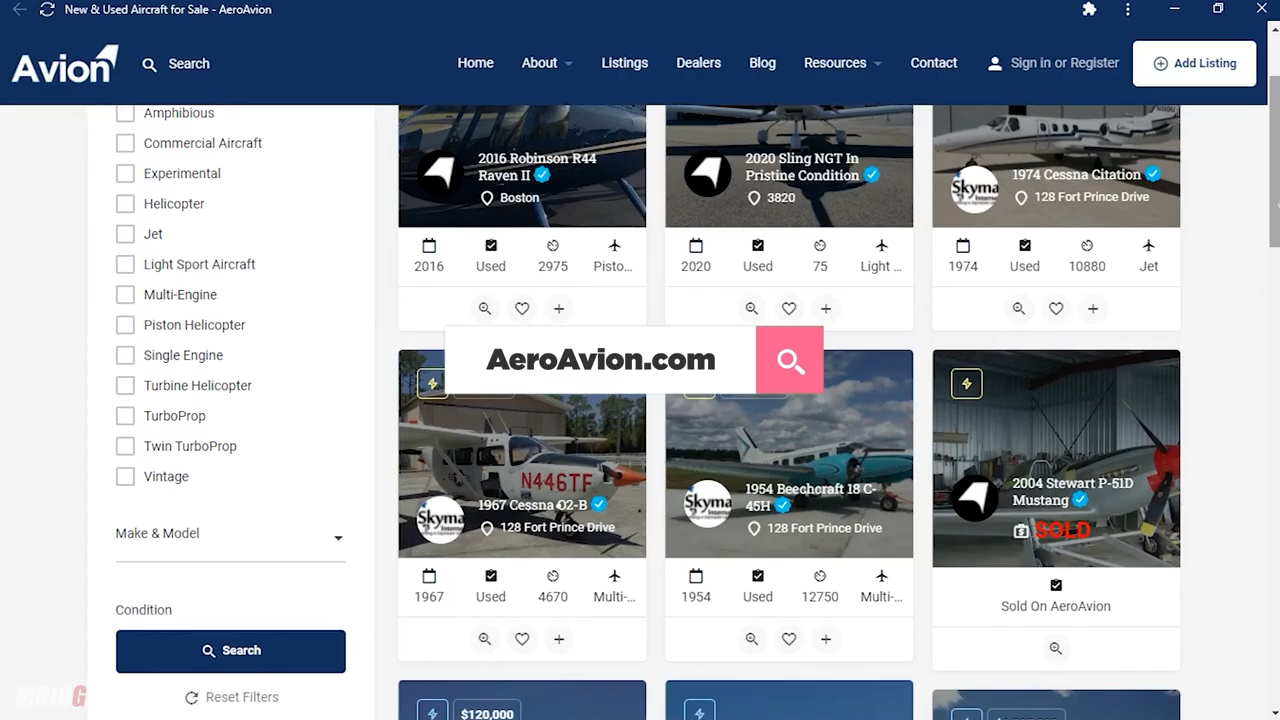 New & Used Aircraft for Sale - AeroAvion
Avion
Search
Home
About
Listings
Dealers
Blog
Resources
Contact
Sign in or Register
Add Listing
Amphibious
Commercial Aircraft
Experimental
Helicopter
Jet
Light Sport Aircraft
Multi-Engine
Piston Helicopter
Single Engine
Turbine Helicopter
TurboProp
Twin TurboProp
Vintage
Make & Model
Condition
Search
Reset Filters
2016 Robinson R44
Raven II
Boston
2016
Used
2975
Pisto...
2020 Sling NGT In
Pristine Condition
3820
2020
Used
75
Light ...
Skyma
1974 Cessna Citation
128 Fort Prince Drive
1974
Used
10880
Jet
AeroAvion.com
N446TF
Skyma
1967 Cessna O2-B
128 Fort Prince Drive
1967
Used
4670
Multi-...
Skyma
1954 Beechcraft 18 C-
45H
128 Fort Prince Drive
1954
Used
12750
Multi-...
2004 Stewart P-51D
Mustang
SOLD
Sold On AeroAvion
$120,000
MOJOG